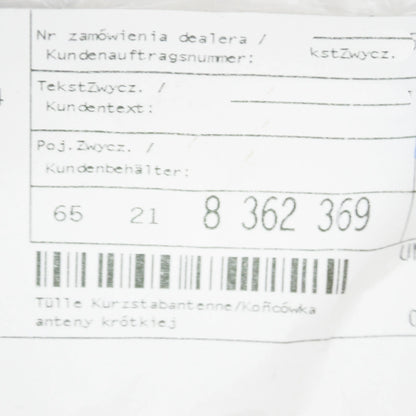 Nr zamówienia dealera /
Kundenauftragsnummer: kstZwycz.
TekstZwycz. /
Kundentext:
Poj.Zwycz. /
Kundenbehälter:
65 21 8 362 369
Tülle Kurzstabantenne/Końcówka
anteny krótkiej